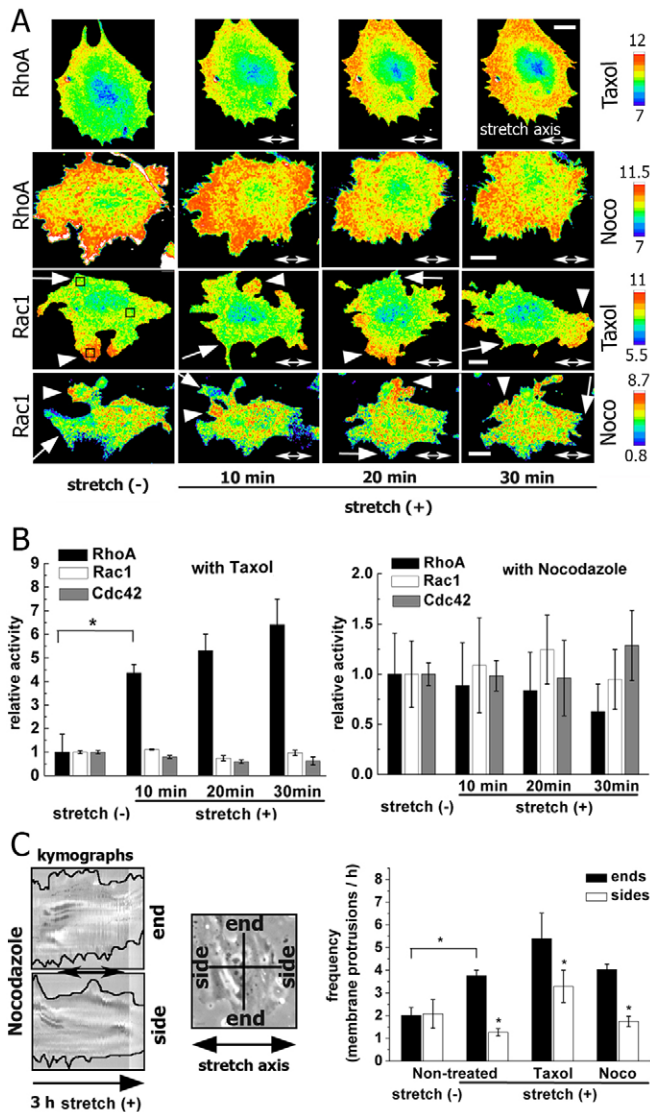 A
RhoA
stretch axis
Taxol
12
7
RhoA
Noco
11.5
7
Rac1
Taxol
11
5.5
Rac1
Noco
8.7
0.8
stretch (-)
10 min
20 min
30 min
stretch (+)
B
relative activity
9
8
7
6
5
4
3
2
1
0
RhoA
Rac1
Cdc42
with Taxol
*
stretch (-)
10 min
20min
30min
stretch (+)
relative activity
2.0
1.5
1.0
0.5
0.0
RhoA
Rac1
Cdc42
with Nocodazole
stretch (-)
10 min
20min
30min
stretch (+)
C
kymographs
Nocodazole
end
side
3 h stretch (+)
end
side
side
end
stretch axis
frequency
(membrane protrusions / h)
8
7
6
5
4
3
2
1
0
ends
sides
*
*
*
*
Non-treated
Taxol
Noco
stretch (-)
stretch (+)